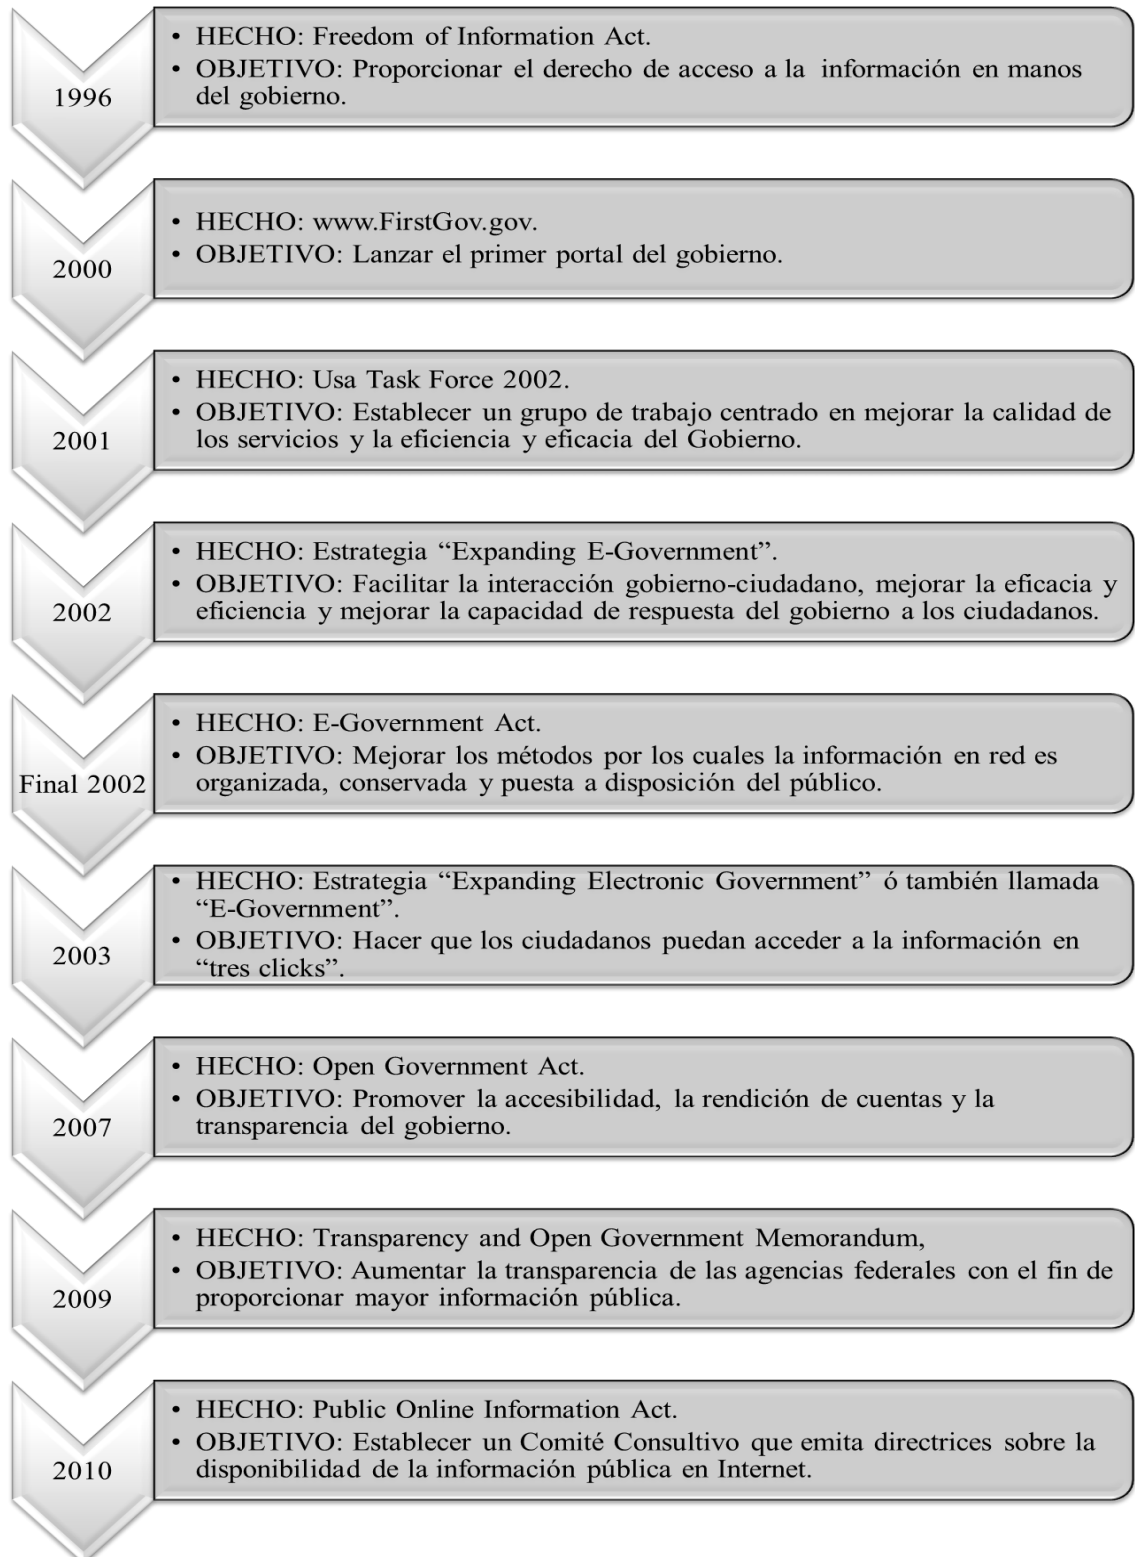 1996
• HECHO: Freedom of Information Act.
• OBJETIVO: Proporcionar el derecho de acceso a la información en manos
del gobierno.
2000
• HECHO: www.FirstGov.gov.
• OBJETIVO: Lanzar el primer portal del gobierno.
2001
• HECHO: Usa Task Force 2002.
• OBJETIVO: Establecer un grupo de trabajo centrado en mejorar la calidad de
los servicios y la eficiencia y eficacia del Gobierno.
2002
• HECHO: Estrategia “Expanding E-Government”.
• OBJETIVO: Facilitar la interacción gobierno-ciudadano, mejorar la eficacia y
eficiencia y mejorar la capacidad de respuesta del gobierno a los ciudadanos.
Final 2002
• HECHO: E-Government Act.
• OBJETIVO: Mejorar los métodos por los cuales la información en red es
organizada, conservada y puesta a disposición del público.
2003
• HECHO: Estrategia “Expanding Electronic Government” ó también llamada
“E-Government”.
• OBJETIVO: Hacer que los ciudadanos puedan acceder a la información en
“tres clicks”.
2007
• HECHO: Open Government Act.
• OBJETIVO: Promover la accesibilidad, la rendición de cuentas y la
transparencia del gobierno.
2009
• HECHO: Transparency and Open Government Memorandum,
• OBJETIVO: Aumentar la transparencia de las agencias federales con el fin de
proporcionar mayor información pública.
2010
• HECHO: Public Online Information Act.
• OBJETIVO: Establecer un Comité Consultivo que emita directrices sobre la
disponibilidad de la información pública en Internet.